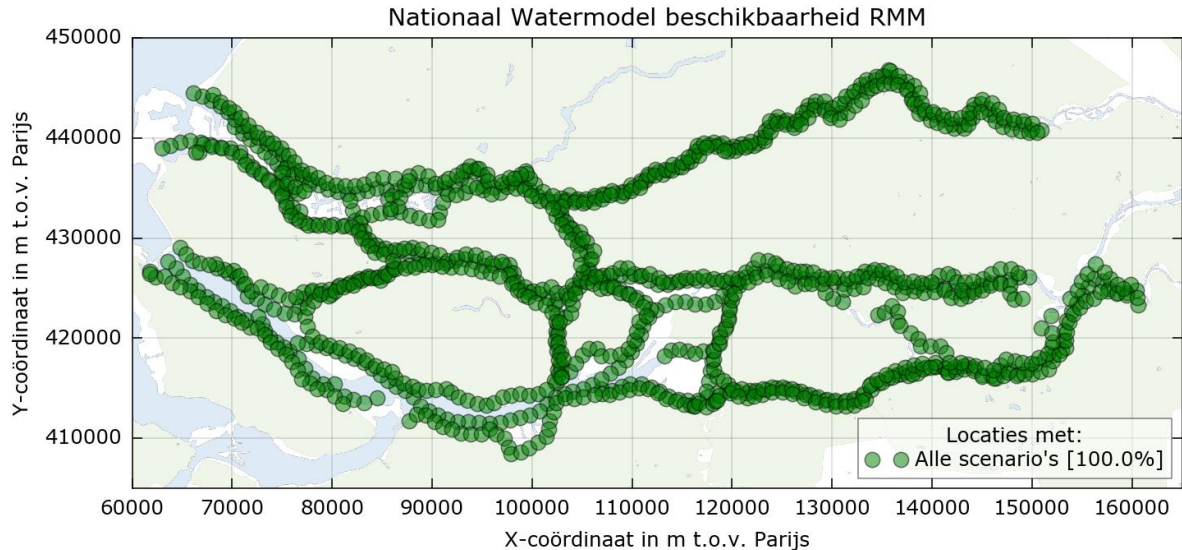 Nationaal Watermodel beschikbaarheid RMM
450000
440000
430000
420000
410000
Y-coördinaat in m t.o.v. Parijs
60000 70000 80000 90000 100000 110000 120000 130000 140000 150000 160000
X-coördinaat in m t.o.v. Parijs
Locaties met:
Alle scenario's [100.0%]